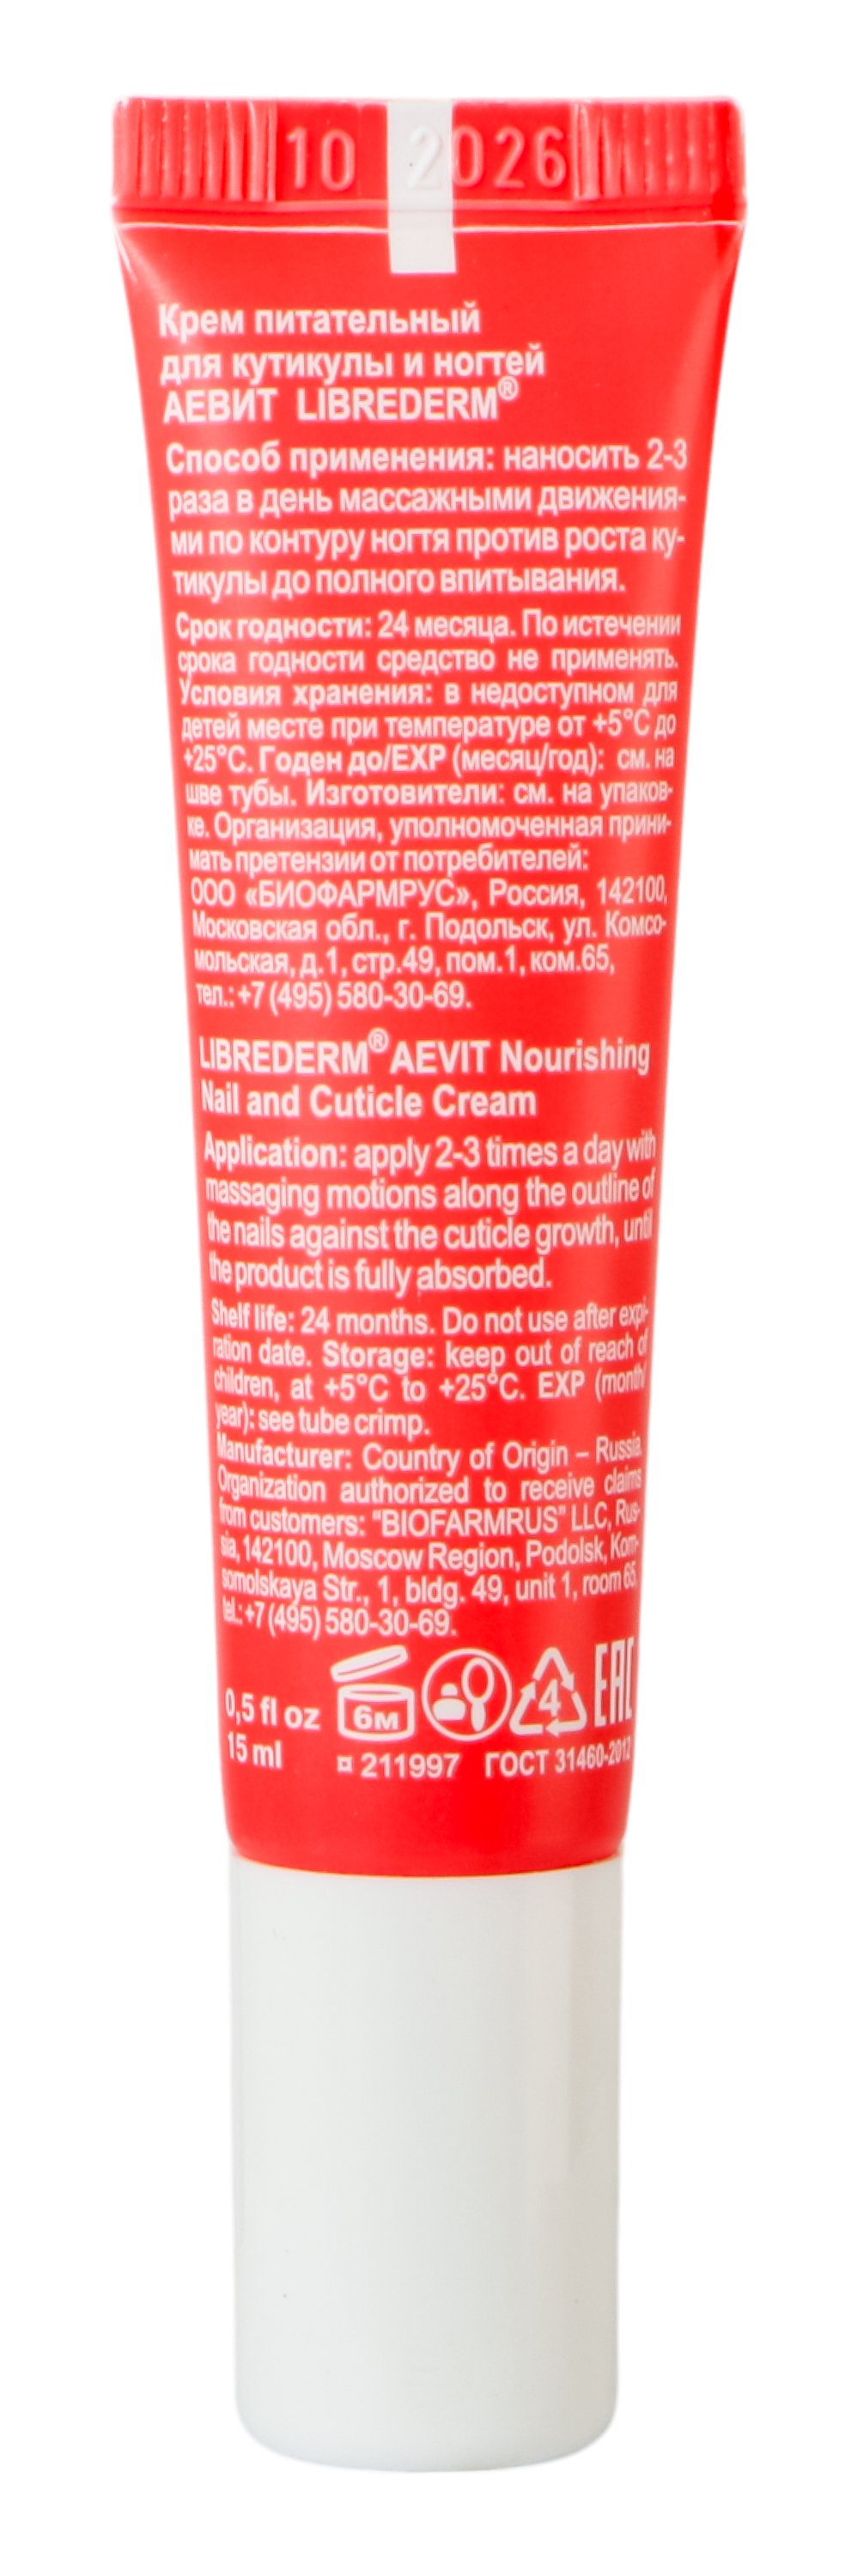 10 2026
Крем питательный
для кутикулы и ногтей
АЕВИТ LIBREDERM®
Способ применения: наносить 2-3
раза в день массажными движения-
ми по контуру ногтя против роста ку-
тикулы до полного впитывания.
Срок годности: 24 месяца. По истечении
срока годности средство не применять.
Условия хранения: в недоступном для
детей месте при температуре от +5°C до
+25°C. Годен до/EXP (месяц/год): см. на
шве тубы. Изготовители: см. на упаков-
ке. Организация, уполномоченная прини-
мать претензии от потребителей:
ООО «БИОФАРМРУС», Россия, 142100,
Московская обл., г. Подольск, ул. Комсо-
мольская, д.1, стр.49, пом.1, ком.65,
тел.: +7 (495) 580-30-69.
LIBREDERM® AEVIT Nourishing
Nail and Cuticle Cream
Application: apply 2-3 times a day with
massaging motions along the outline of
the nails against the cuticle growth, until
the product is fully absorbed.
Shelf life: 24 months. Do not use after expi-
ration date. Storage: keep out of reach of
children, at +5°C to +25°C. EXP (month/
year): see tube crimp.
Manufacturer: Country of Origin – Russia.
Organization authorized to receive claims
from customers: "BIOFARMRUS" LLC, Rus-
sia, 142100, Moscow Region, Podolsk, Kom-
somolskaya Str., 1, bldg. 49, unit 1, room 65,
tel.: +7 (495) 580-30-69.
0,5 fl oz 6м 4 EAC
15 ml ¤ 211997 ГОСТ 31460-2012